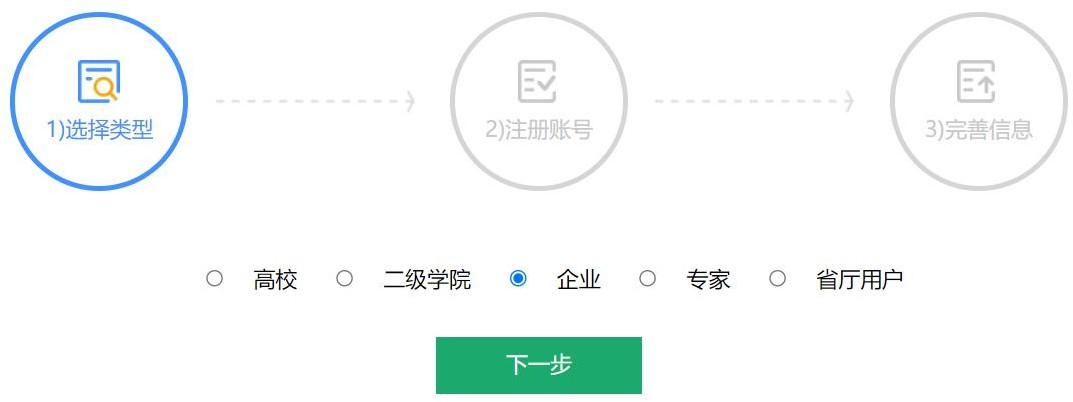 1)选择类型 2)注册账号 3)完善信息
高校 二级学院 企业 专家 省厅用户
下一步